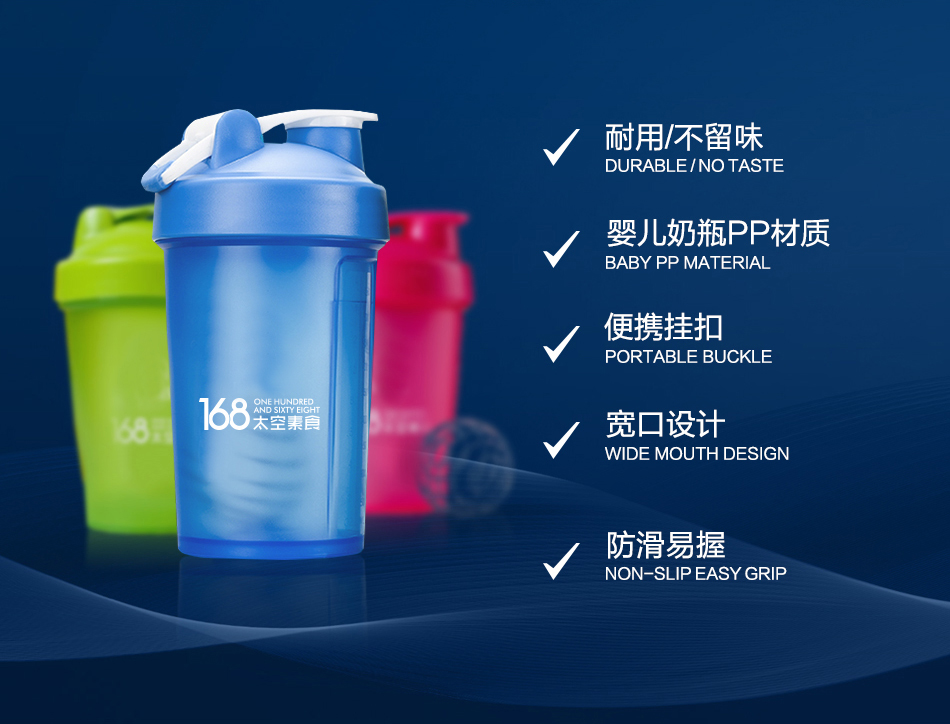 耐用/不留味
DURABLE / NO TASTE
婴儿奶瓶PP材质
BABY PP MATERIAL
便携挂扣
PORTABLE BUCKLE
宽口设计
WIDE MOUTH DESIGN
防滑易握
NON-SLIP EASY GRIP
168
ONE HUNDRED
AND SIXTY EIGHT
太空素食
168